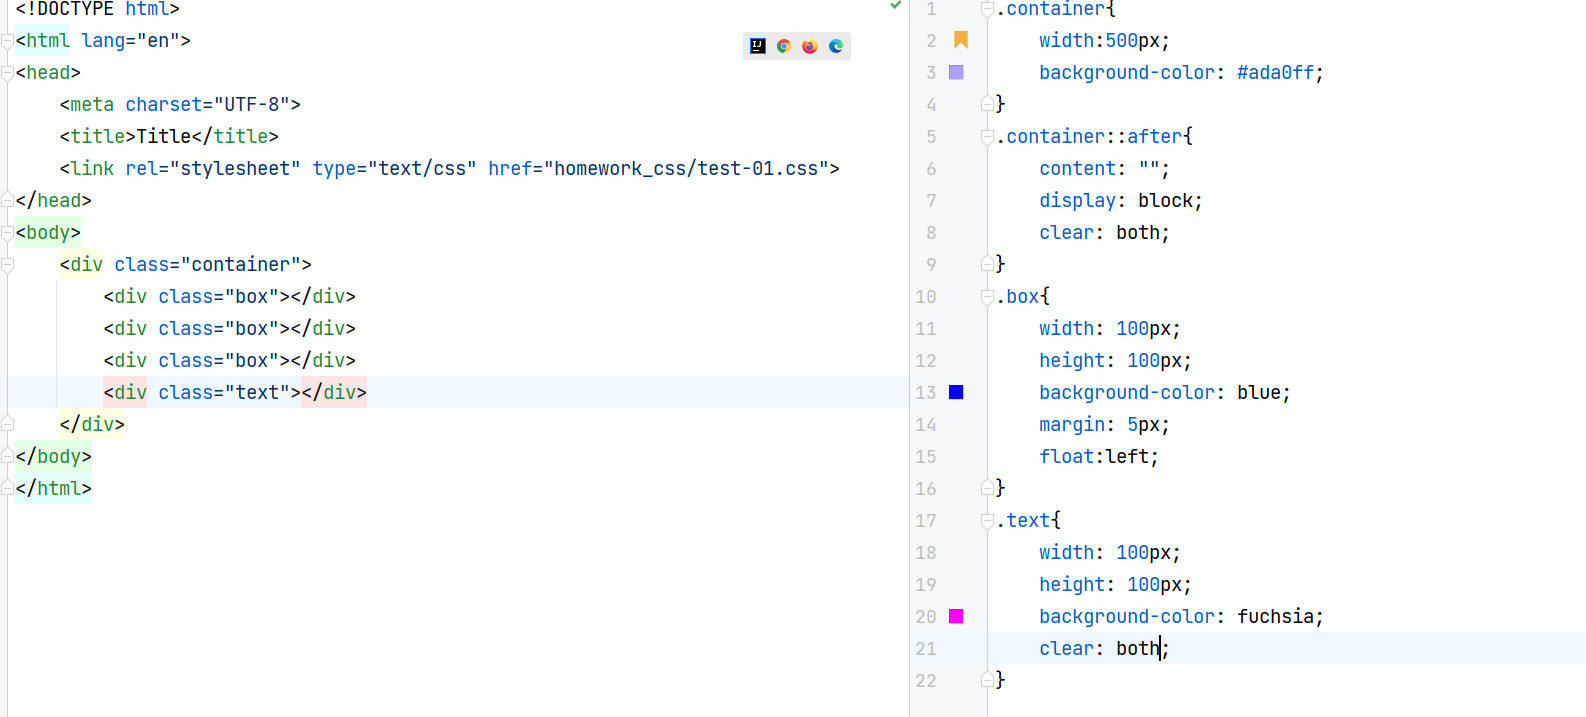 <!DOCTYPE html>
<html lang="en">
<head>
    <meta charset="UTF-8">
    <title>Title</title>
    <link rel="stylesheet" type="text/css" href="homework_css/test-01.css">
</head>
<body>
    <div class="container">
        <div class="box"></div>
        <div class="box"></div>
        <div class="box"></div>
        <div class="text"></div>
    </div>
</body>
</html>
1 .container{
2     width:500px;
3     background-color: #ada0ff;
4 }
5 .container::after{
6     content: "";
7     display: block;
8     clear: both;
9 }
10 .box{
11     width: 100px;
12     height: 100px;
13     background-color: blue;
14     margin: 5px;
15     float:left;
16 }
17 .text{
18     width: 100px;
19     height: 100px;
20     background-color: fuchsia;
21     clear: both;
22 }